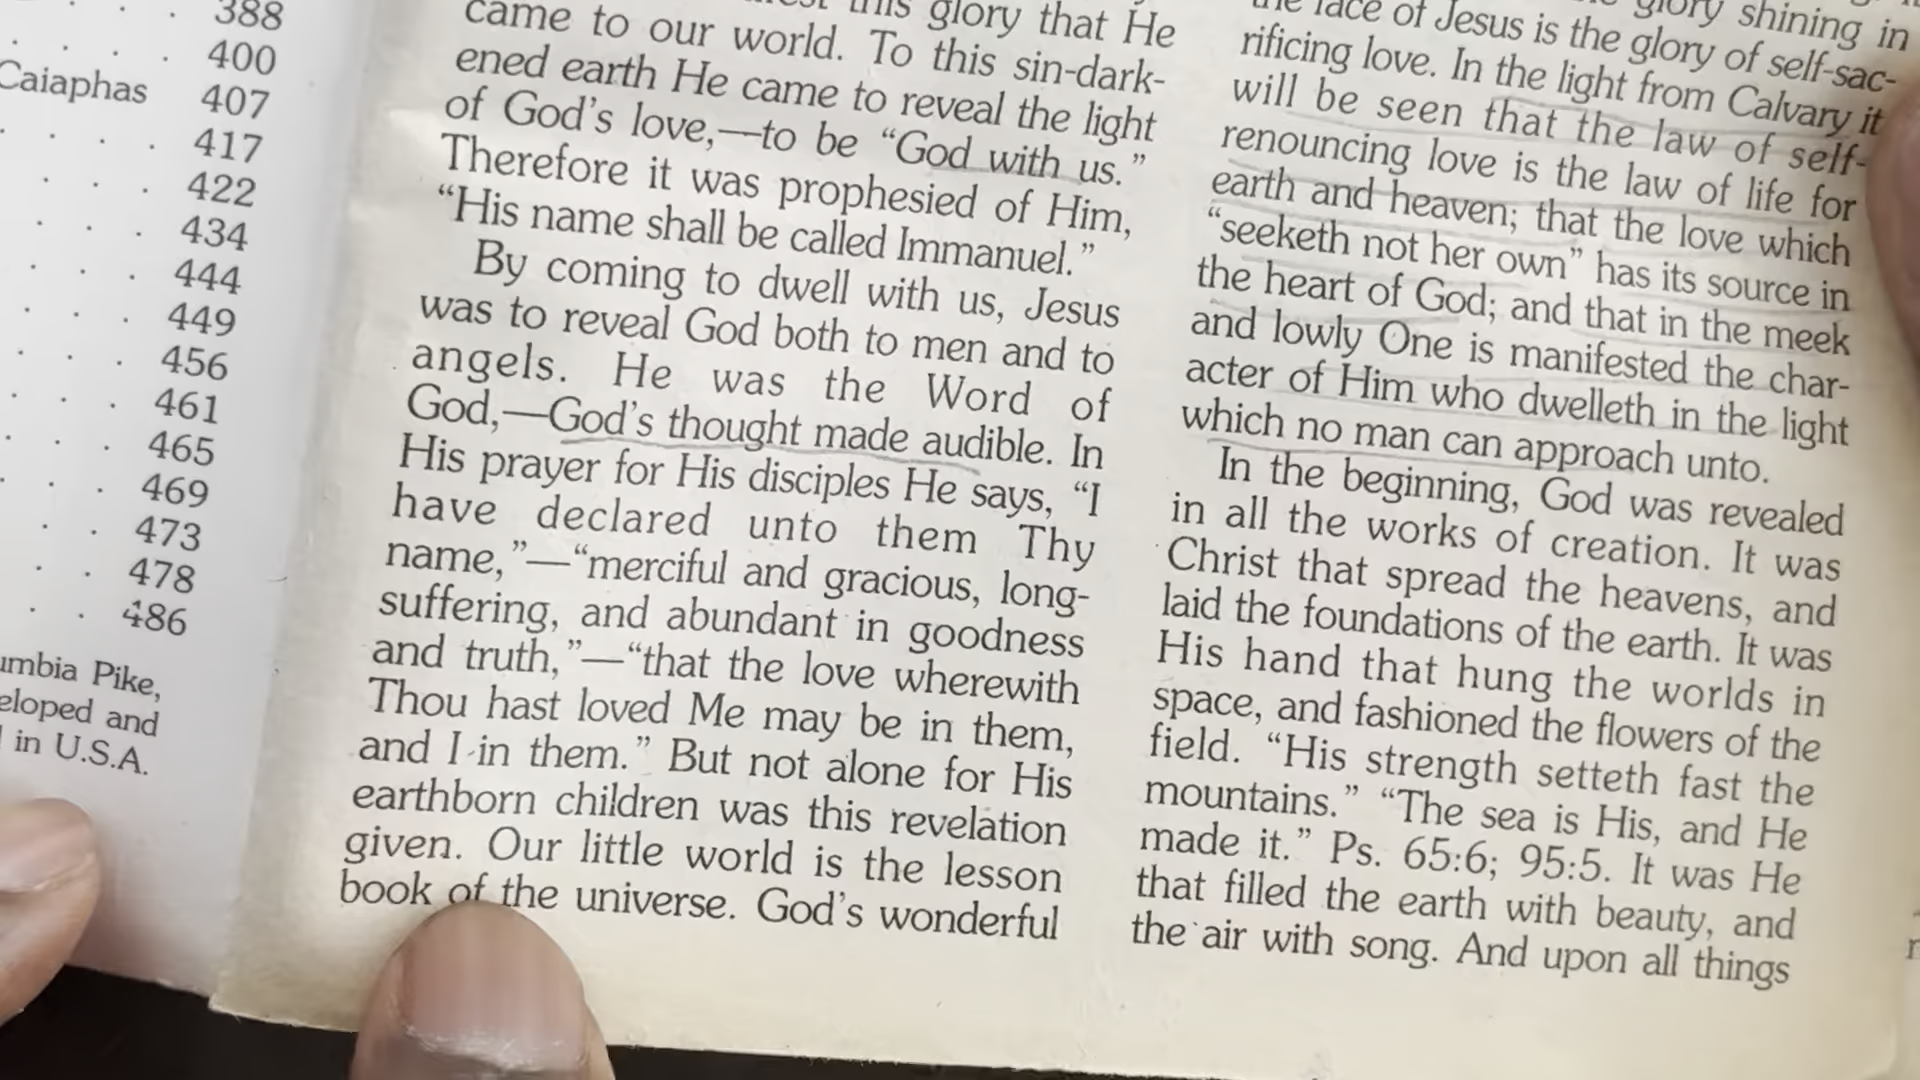 388
400
Caiaphas 407
417
422
434
444
449
456
461
465
469
473
478
486
Pike,
and
in U.S.A.
this glory that He
came to our world. To this sin-dark-
ened earth He came to reveal the light
of God's love,—to be “God with us.”
Therefore it was prophesied of Him,
“His name shall be called Immanuel.”
By coming to dwell with us, Jesus
was to reveal God both to men and to
angels. He was the Word of
God,—God's thought made audible. In
His prayer for His disciples He says, “I
have declared unto them Thy
name,”—“merciful and gracious, long-
suffering, and abundant in goodness
and truth,”—“that the love wherewith
Thou hast loved Me may be in them,
and I in them.” But not alone for His
earthborn children was this revelation
given. Our little world is the lesson
book of the universe. God's wonderful
glory shining in
the face of Jesus is the glory of self-sac-
rificing love. In the light from Calvary it
will be seen that the law of self-
renouncing love is the law of life for
earth and heaven; that the love which
“seeketh not her own” has its source in
the heart of God; and that in the meek
and lowly One is manifested the char-
acter of Him who dwelleth in the light
which no man can approach unto.
In the beginning, God was revealed
in all the works of creation. It was
Christ that spread the heavens, and
laid the foundations of the earth. It was
His hand that hung the worlds in
space, and fashioned the flowers of the
field. “His strength setteth fast the
mountains.” “The sea is His, and He
made it.” Ps. 65:6; 95:5. It was He
that filled the earth with beauty, and
the air with song. And upon all things